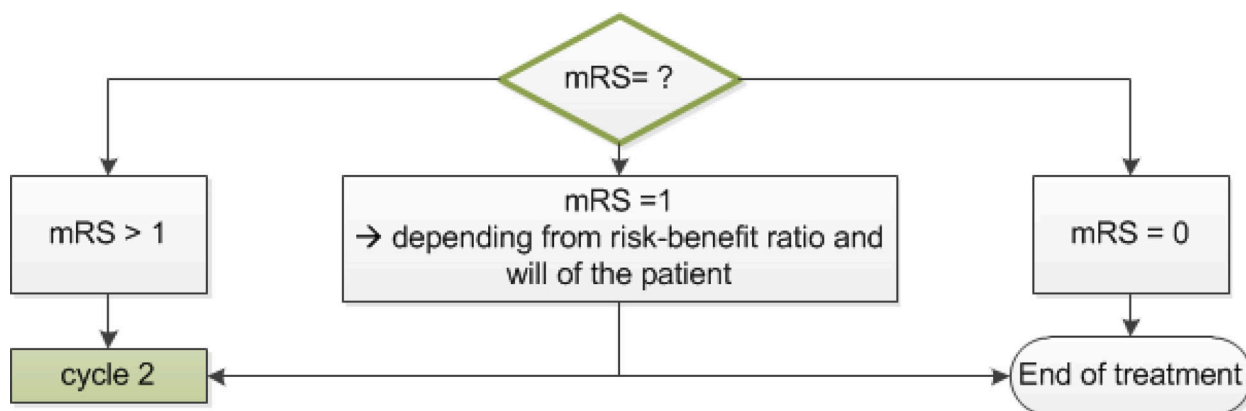 mRS= ?
mRS > 1
mRS =1
→ depending from risk-benefit ratio and
will of the patient
mRS = 0
cycle 2
End of treatment